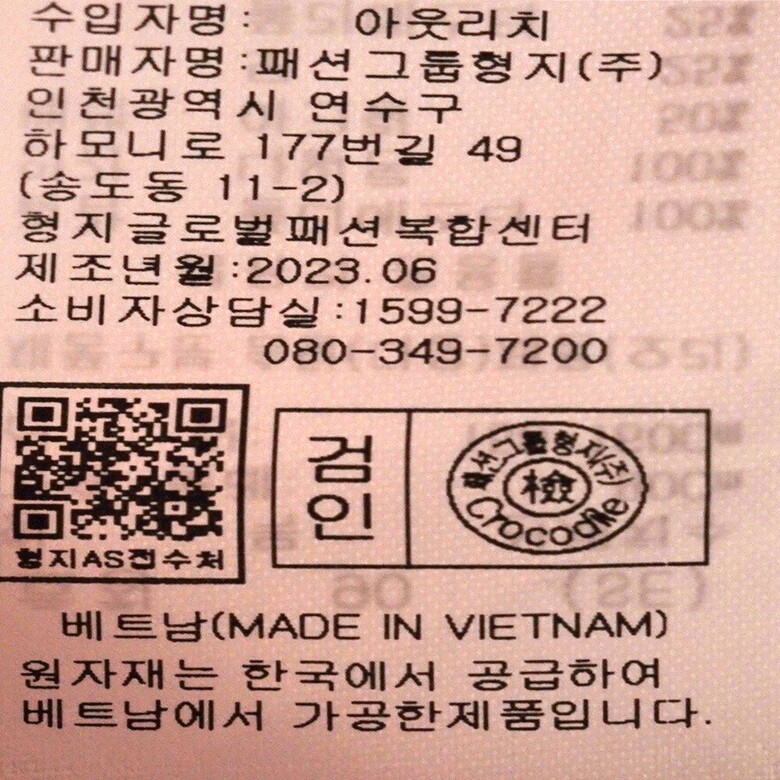 수입자명: 아웃리치
판매자명:패션그룹형지(주)
인천광역시 연수구
하모니로 177번길 49
(송도동 11-2)
형지글로벌패션복합센터
제조년월:2023.06
소비자상담실:1599-7222
080-349-7200
형지AS접수처
검인
패션그룹형지(주)
檢
Crocodile
베트남(MADE IN VIETNAM)
원자재는 한국에서 공급하여
베트남에서 가공한제품입니다.